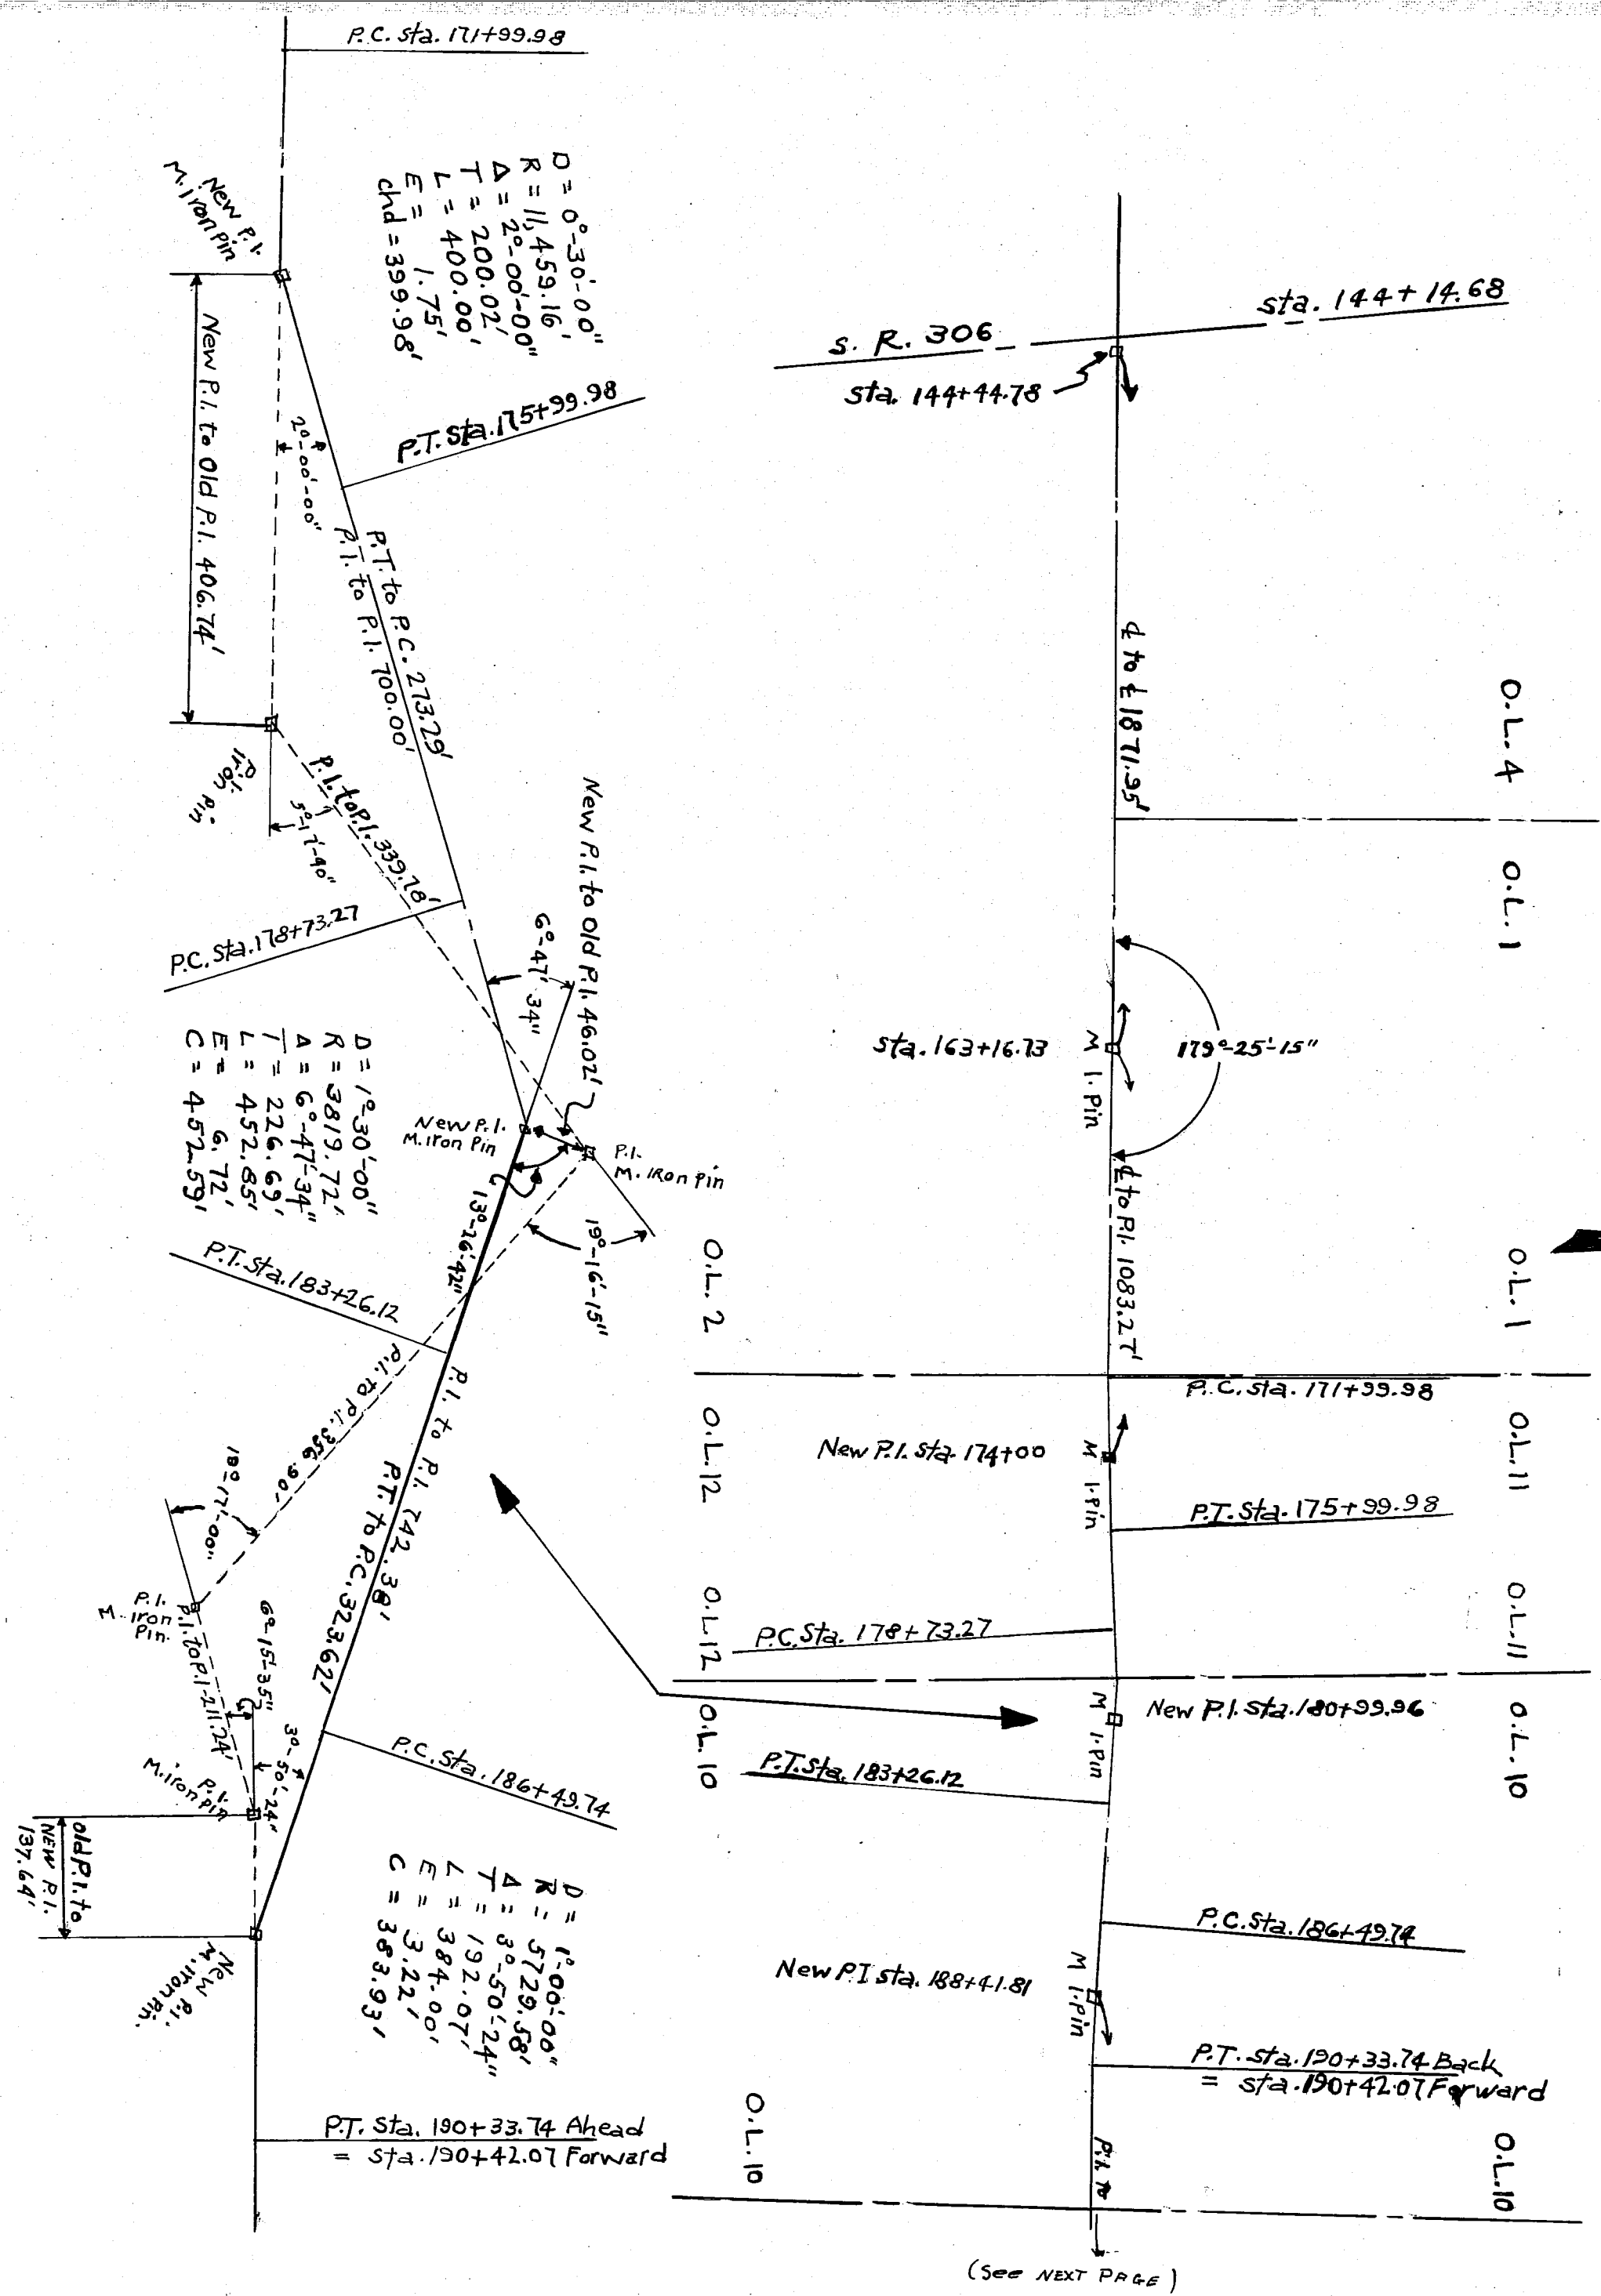 P.C. sta. 171+99.98
New P.I.
M. Iron Pin
D = 0°-30'-00"
R = 11,459.16'
Δ = 2°-00'-00"
T = 200.02'
L = 400.00'
E = 1.75'
chd = 399.98'
New P.I. to Old P.I. 406.74'
2°-00'-00"
P.T. Sta. 175+99.98
P.T. to P.C. 273.29'
P.I. to P.I. 700.00'
P.I.
Iron Pin
5°-17'-40"
P.I. to P.I. 339.78'
P.C. Sta. 178+73.27
6°-47'-34"
New P.I. to Old P.I. 46.02'
D = 1°-30'-00"
R = 3819.72'
Δ = 6°-47'-34"
T = 226.69'
L = 452.85'
E = 6.72'
C = 452.59'
New P.I.
M. Iron Pin
P.I.
M. IRon Pin
13°-26'-42"
19°-16'-15"
P.T. Sta. 183+26.12
P.I. to P.I. 356.90'
P.I. to P.I. 742.38'
P.T. to P.C. 323.62'
18°-17'-00"
P.I.
M. Iron
Pin.
P.I. to P.I. - 211.24'
6°-15'-35"
3°-50'-24"
P.I.
M. Iron Pin
P.C. Sta. 186+49.74
old P.I. to
NEW P.I.
137.64'
New P.I.
M. Iron Pin.
D = 1°-00'-00"
R = 5729.58'
Δ = 3°-50'-24"
T = 192.07'
L = 384.00'
E = 3.22'
C = 383.93'
P.T. Sta. 190+33.74 Ahead
= Sta. 190+42.07 Forward
S. R. 306
sta. 144+14.68
sta. 144+44.78
℄ to ℄ 1871.95'
O.L. 4
O.L. 1
sta. 163+16.73
M I. Pin
179°-25'-15"
℄ to P.I. 1083.27'
O.L. 2
O.L. 1
P.C. Sta. 171+99.98
O.L. 12
O.L. 11
New P.I. Sta. 174+00
M I. Pin
P.T. Sta. 175+99.98
O.L. 12
O.L. 11
P.C. Sta. 178+73.27
O.L. 10
O.L. 10
M I. Pin
New P.I. Sta. 180+99.96
P.T. Sta. 183+26.12
P.C. Sta. 186+49.74
New P.I sta. 188+41.81
M I. Pin
P.T. Sta. 190+33.74 Back
= Sta. 190+42.07 Forward
P.I. to
O.L. 10
O.L. 10
(See NEXT PAGE)